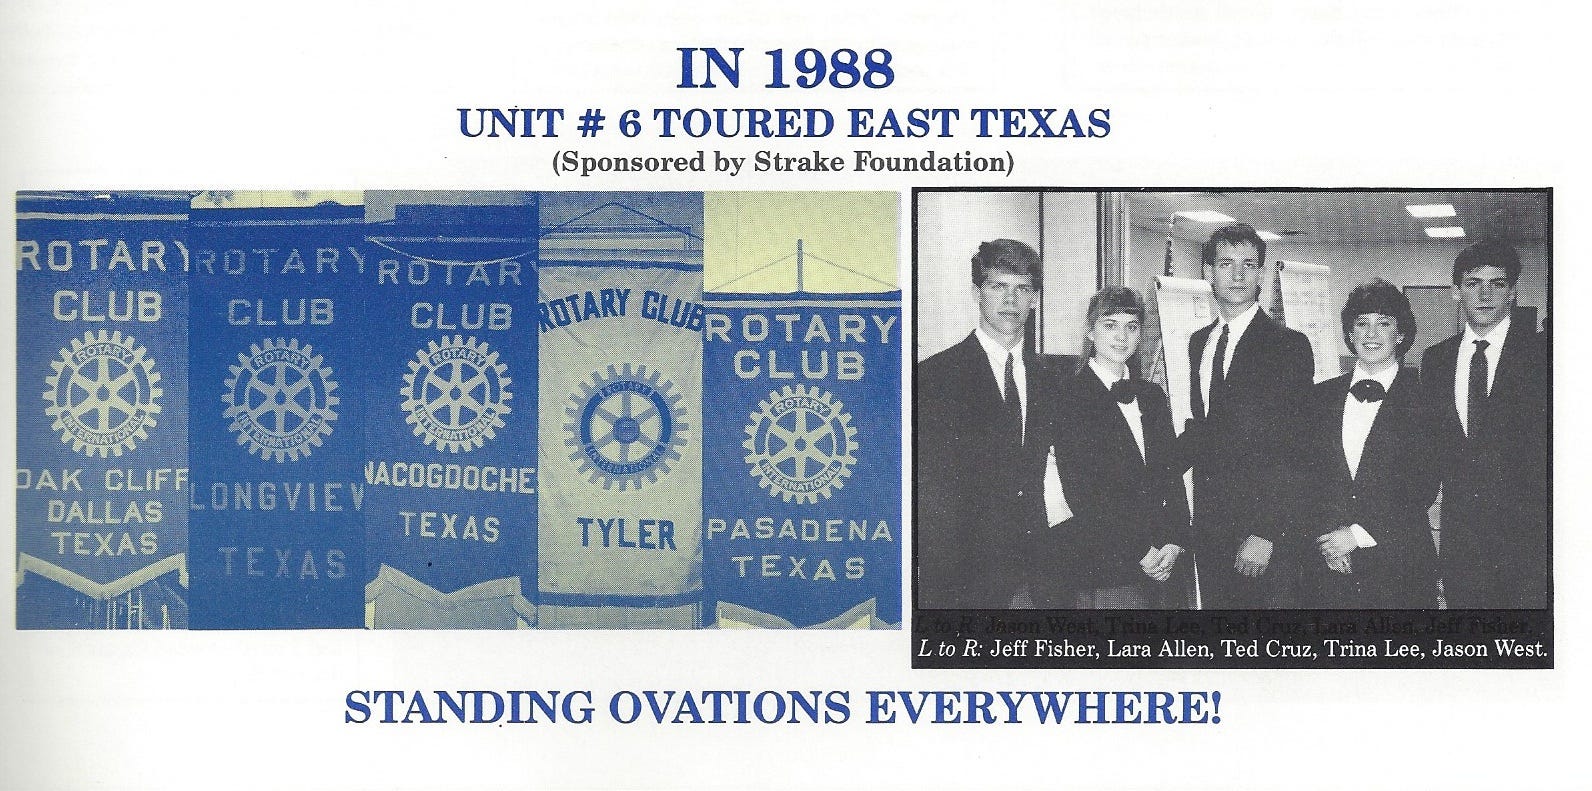 IN 1988
UNIT # 6 TOURED EAST TEXAS
(Sponsored by Strake Foundation)
ROTARY
CLUB
ROTARY
INTERNATIONAL
OAK CLIFF
DALLAS
TEXAS
ROTARY
CLUB
ROTARY
INTERNATIONAL
LONGVIEW
TEXAS
ROTARY
CLUB
ROTARY
INTERNATIONAL
NACOGDOCHE
TEXAS
ROTARY CLUB
ROTARY
INTERNATIONAL
TYLER
ROTARY
CLUB
ROTARY
INTERNATIONAL
PASADENA
TEXAS
L to R: Jason West, Trina Lee, Ted Cruz, Lara Allen, Jeff Fisher.
L to R: Jeff Fisher, Lara Allen, Ted Cruz, Trina Lee, Jason West.
STANDING OVATIONS EVERYWHERE!